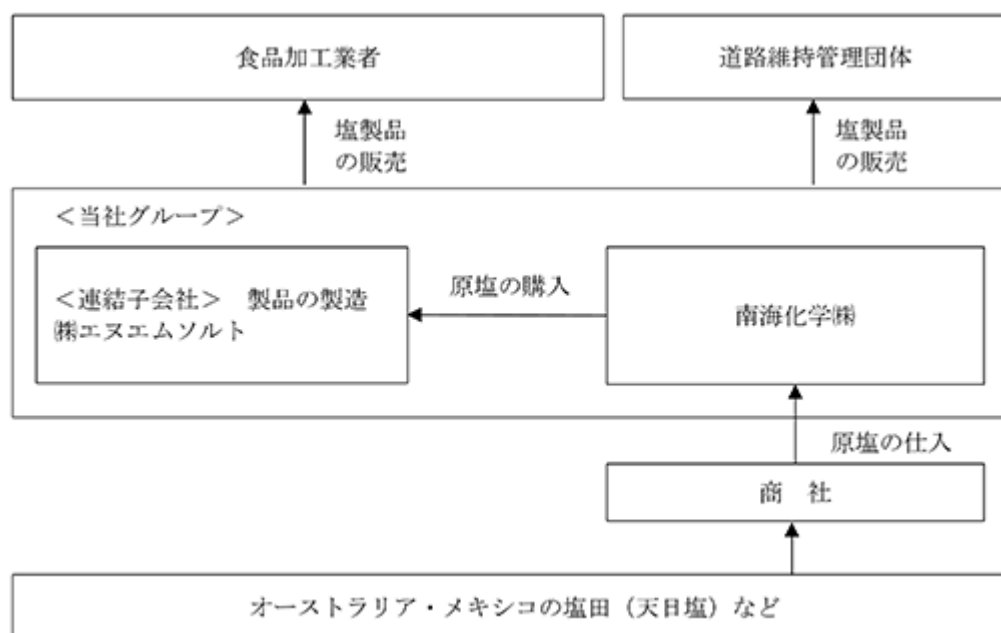 食品加工業者
道路維持管理団体
塩製品
の販売
塩製品
の販売
＜当社グループ＞
＜連結子会社＞　製品の製造
㈱エヌエムソルト
原塩の購入
南海化学㈱
原塩の仕入
商　社
オーストラリア・メキシコの塩田（天日塩）など